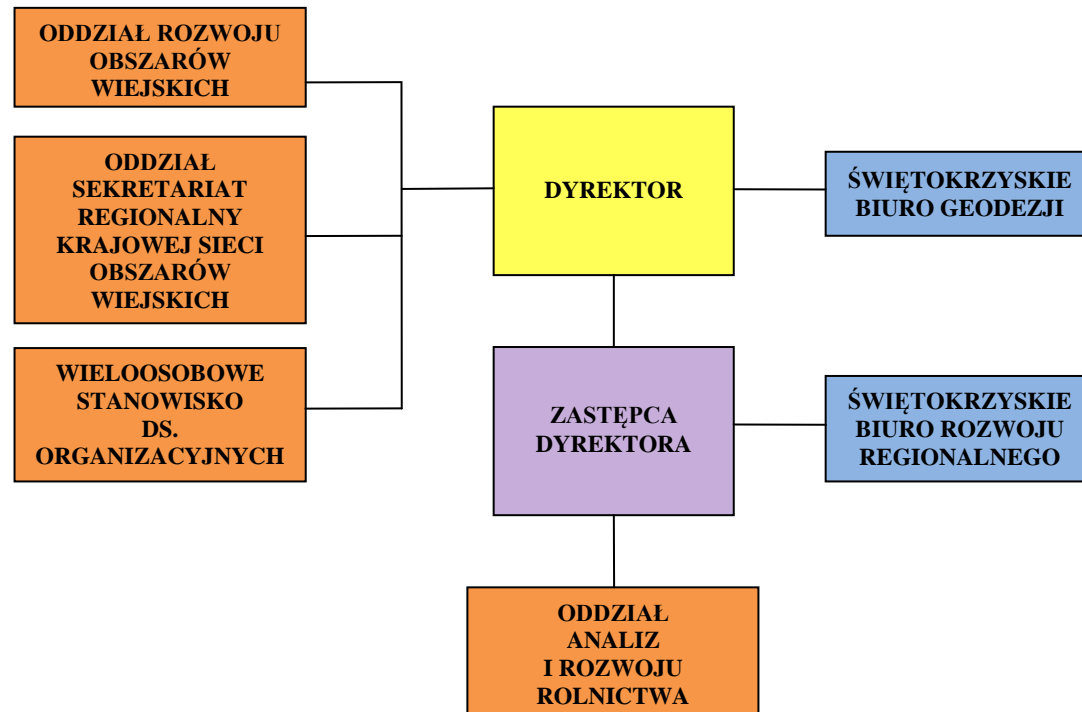 ODDZIAŁ ROZWOJU
OBSZARÓW
WIEJSKICH
ODDZIAŁ
SEKRETARIAT
REGIONALNY
KRAJOWEJ SIECI
OBSZARÓW
WIEJSKICH
WIELOOSOBOWE
STANOWISKO
DS.
ORGANIZACYJNYCH
DYREKTOR
ZASTĘPCA
DYREKTORA
ODDZIAŁ
ANALIZ
I ROZWOJU
ROLNICTWA
ŚWIĘTOKRZYSKIE
BIURO GEODEZJI
ŚWIĘTOKRZYSKIE
BIURO ROZWOJU
REGIONALNEGO